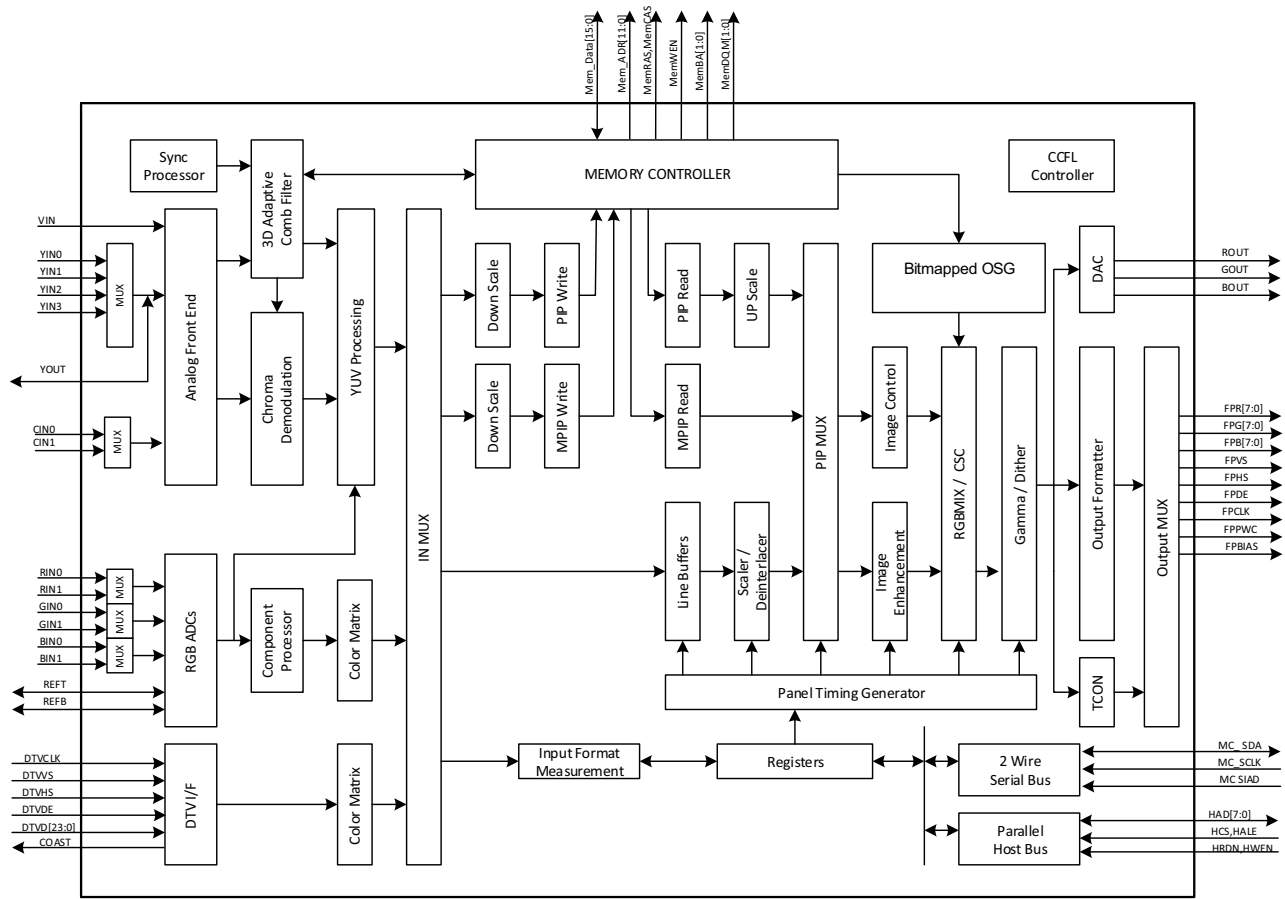 Mem_Data[15:0]
Mem_ADR[11:0]
MemRAS,MemCAS
MemWEN
MemBA[1:0]
MemDQM[1:0]
Sync
Processor
3D Adaptive
Comb Filter
MEMORY CONTROLLER
CCFL
Controller
VIN
YIN0
YIN1
YIN2
YIN3
MUX
YOUT
CIN0
CIN1
MUX
Analog Front End
Chroma
Demodulation
YUV Processing
IN MUX
Down Scale
PIP Write
PIP Read
UP Scale
Down Scale
MPIP Write
MPIP Read
PIP MUX
Bitmapped OSG
Image Control
RGBMIX / CSC
Gamma / Dither
DAC
ROUT
GOUT
BOUT
Output Formatter
Output MUX
FPR[7:0]
FPG[7:0]
FPB[7:0]
FPVS
FPHS
FPDE
FPCLK
FPPWC
FPBIAS
RIN0
RIN1
GIN0
GIN1
BIN0
BIN1
MUX
MUX
MUX
REFT
REFB
RGB ADCs
Component
Processor
Color Matrix
Line Buffers
Scaler /
Deinterlacer
Image
Enhancement
Panel Timing Generator
TCON
DTVCLK
DTVVS
DTVHS
DTVDE
DTVD[23:0]
COAST
DTV I/F
Color Matrix
Input Format
Measurement
Registers
2 Wire
Serial Bus
MC_ SDA
MC_SCLK
MC SIAD
Parallel
Host Bus
HAD[7:0]
HCS,HALE
HRDN,HWEN